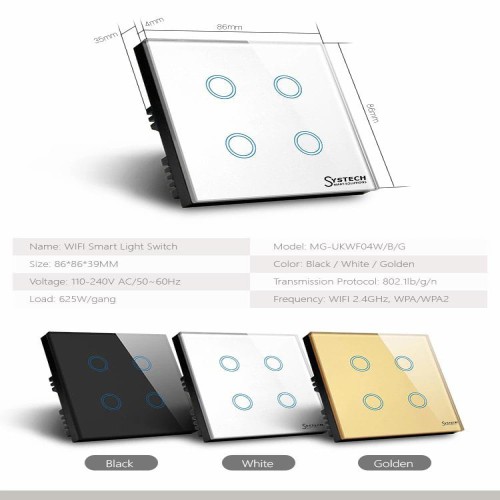 86mm
4mm
35mm
86mm
SYSTECH
SMART SOLUTIONS
Name: WIFI Smart Light Switch
Model: MG-UKWF04W/B/G
Size: 86*86*39MM
Color: Black / White / Golden
Voltage: 110-240V AC/50~60Hz
Transmission Protocol: 802.1lb/g/n
Load: 625W/gang
Frequency: WIFI 2.4GHz, WPA/WPA2
SYSTECH
Black
White
Golden